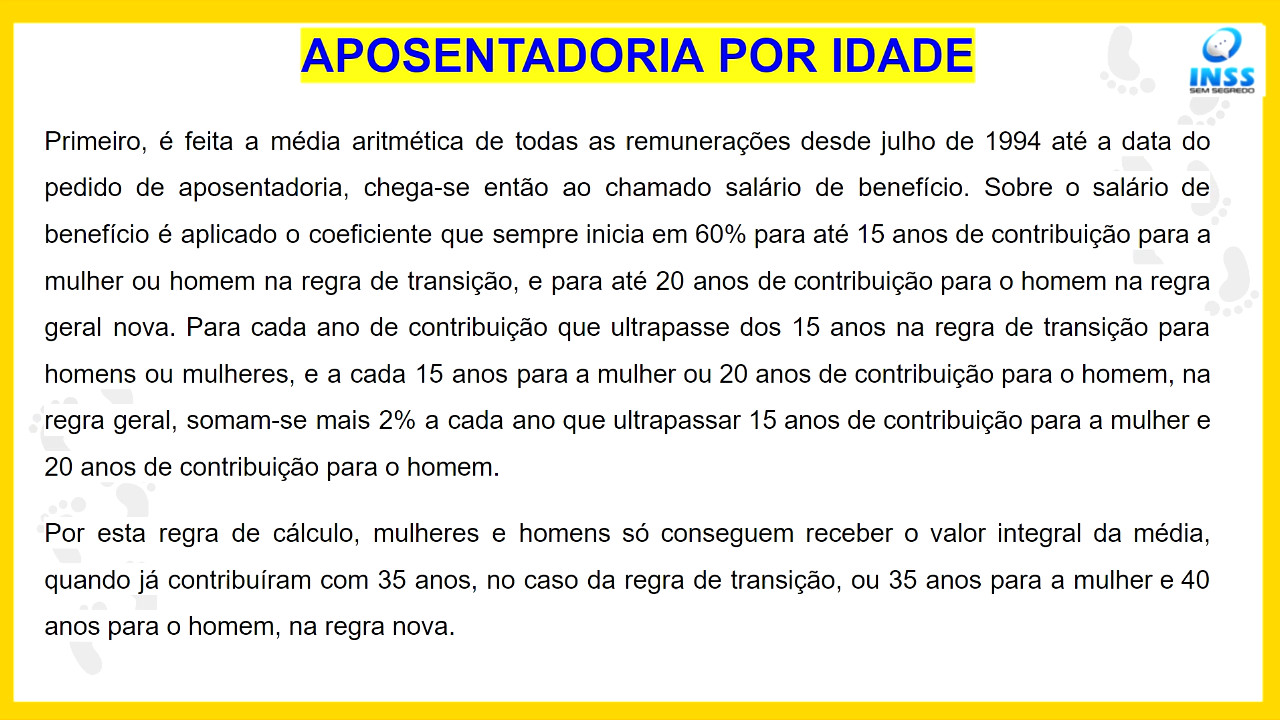 APOSENTADORIA POR IDADE
INSS
SEM SEGREDO
Primeiro, é feita a média aritmética de todas as remunerações desde julho de 1994 até a data do
pedido de aposentadoria, chega-se então ao chamado salário de benefício. Sobre o salário de
benefício é aplicado o coeficiente que sempre inicia em 60% para até 15 anos de contribuição para a
mulher ou homem na regra de transição, e para até 20 anos de contribuição para o homem na regra
geral nova. Para cada ano de contribuição que ultrapasse dos 15 anos na regra de transição para
homens ou mulheres, e a cada 15 anos para a mulher ou 20 anos de contribuição para o homem, na
regra geral, somam-se mais 2% a cada ano que ultrapassar 15 anos de contribuição para a mulher e
20 anos de contribuição para o homem.
Por esta regra de cálculo, mulheres e homens só conseguem receber o valor integral da média,
quando já contribuíram com 35 anos, no caso da regra de transição, ou 35 anos para a mulher e 40
anos para o homem, na regra nova.